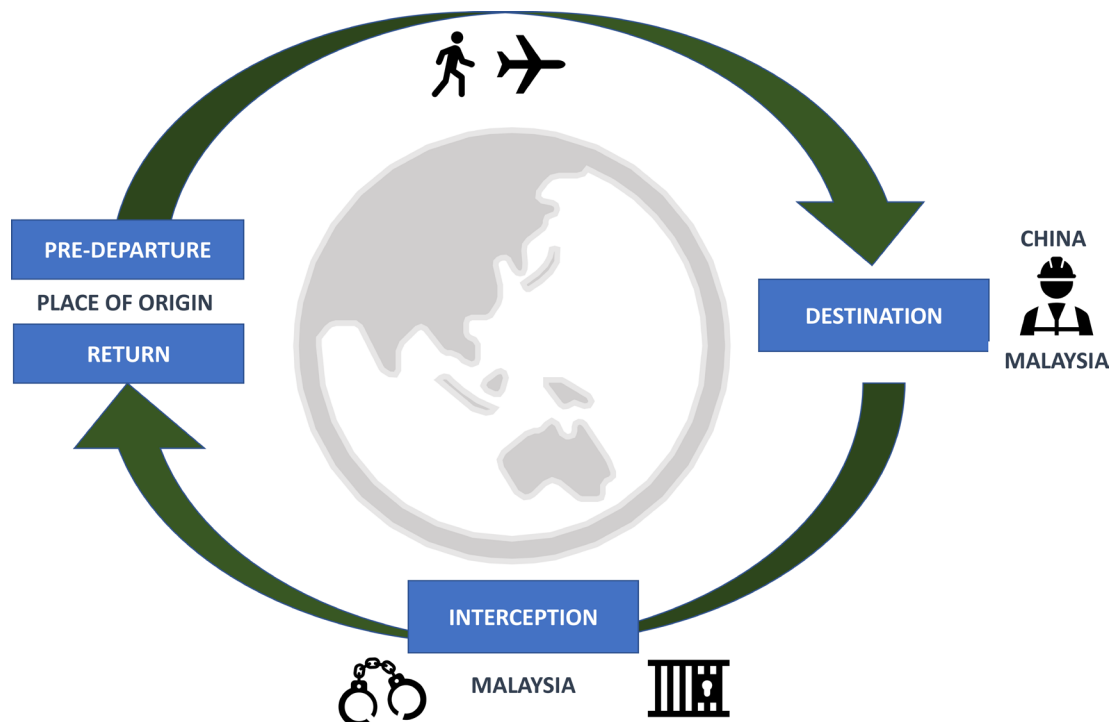 PRE-DEPARTURE
PLACE OF ORIGIN
RETURN
CHINA
DESTINATION
MALAYSIA
INTERCEPTION
MALAYSIA